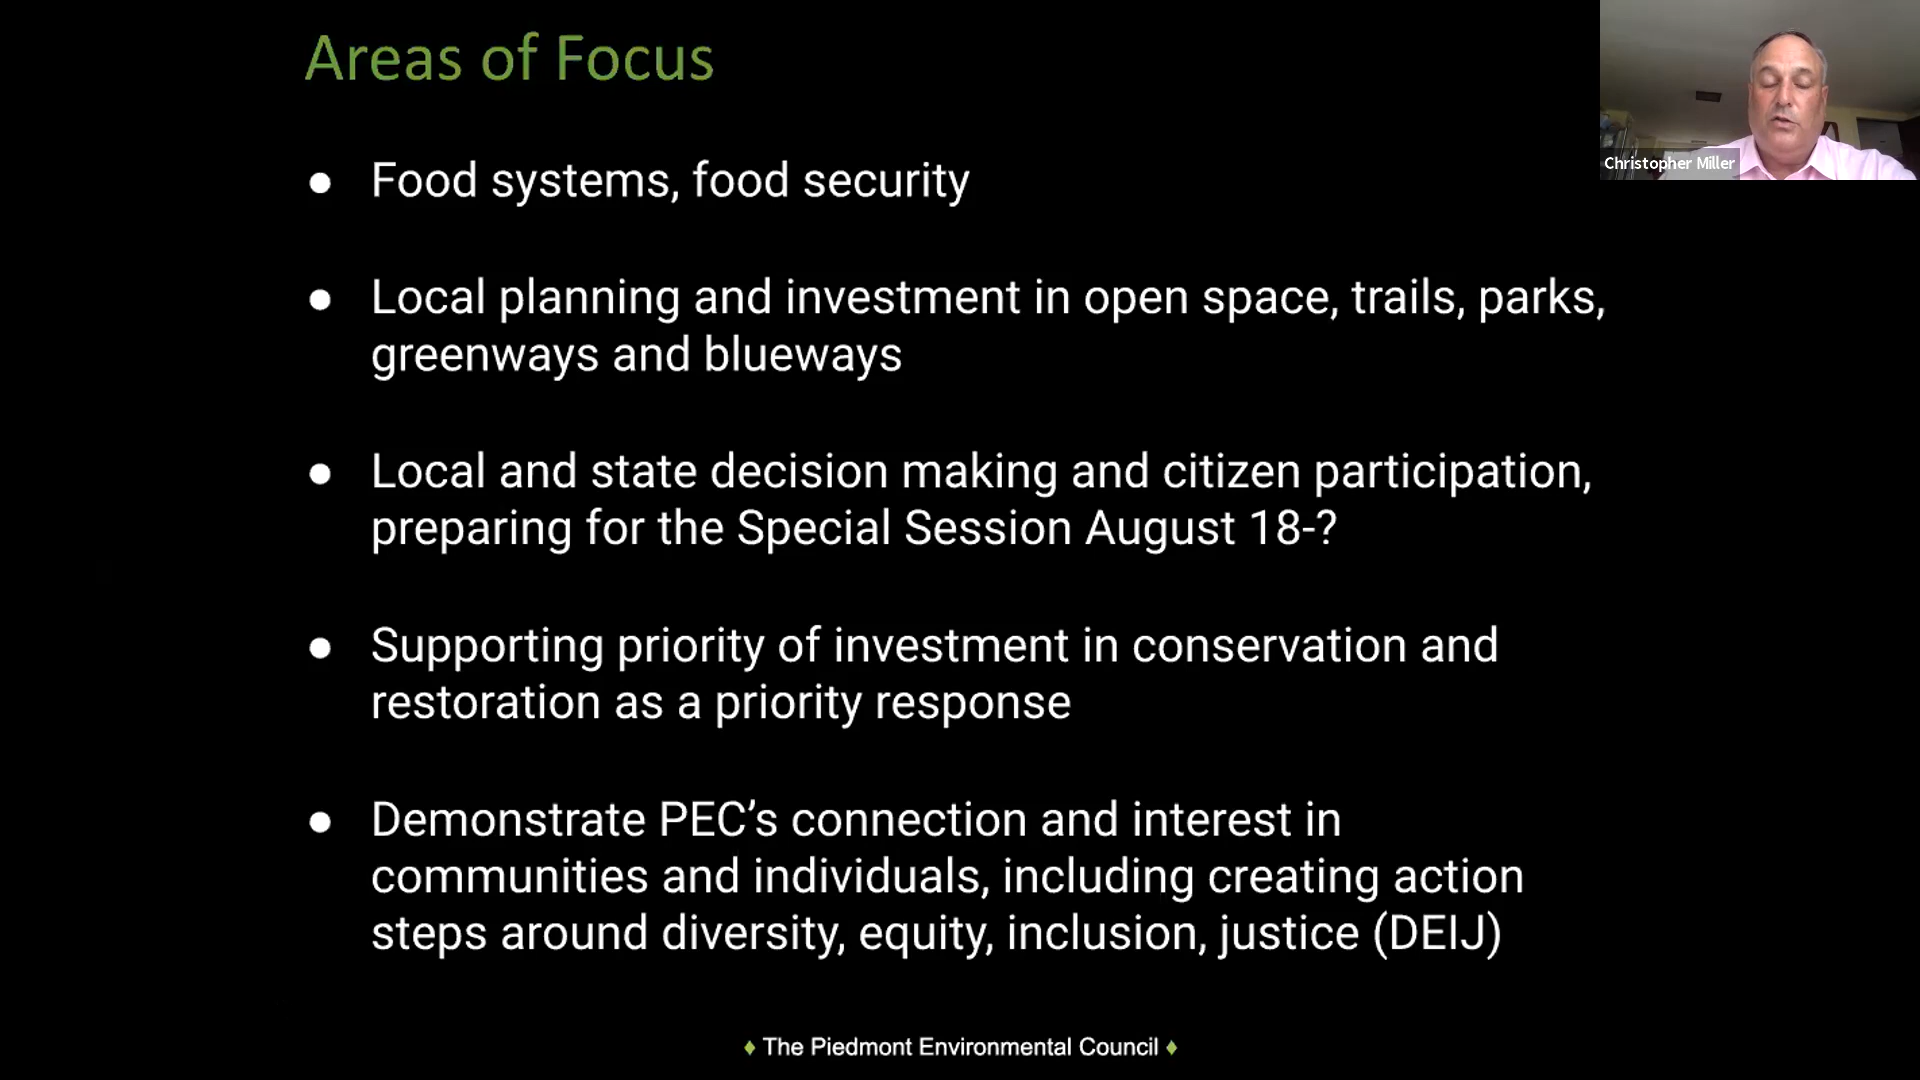 Areas of Focus
Christopher Miller
● Food systems, food security
● Local planning and investment in open space, trails, parks,
greenways and blueways
● Local and state decision making and citizen participation,
preparing for the Special Session August 18-?
● Supporting priority of investment in conservation and
restoration as a priority response
● Demonstrate PEC’s connection and interest in
communities and individuals, including creating action
steps around diversity, equity, inclusion, justice (DEIJ)
♦ The Piedmont Environmental Council ♦